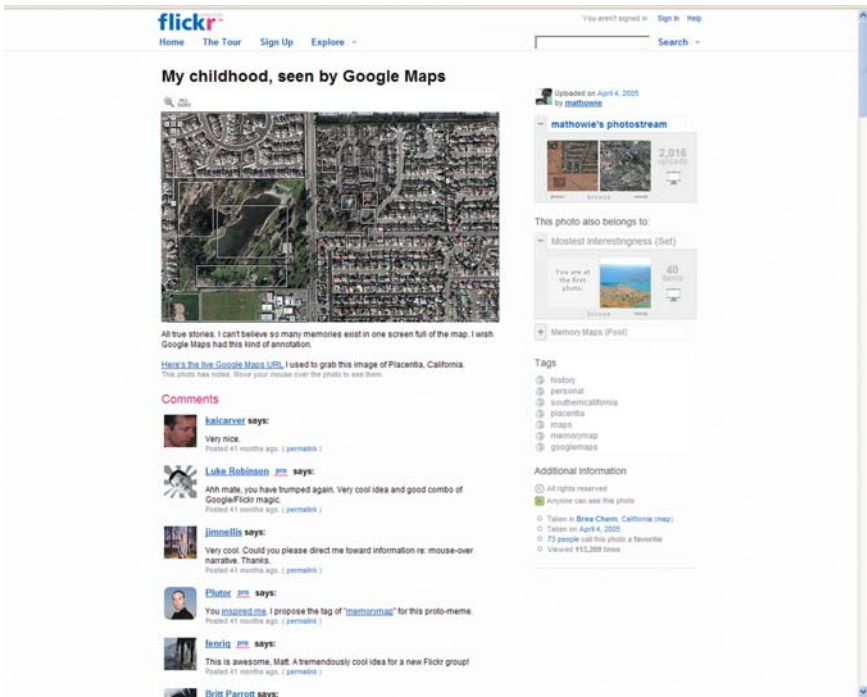 flickr
You aren't signed in Sign In Help
Home The Tour Sign Up Explore
Search
My childhood, seen by Google Maps
ALL SIZES
Uploaded on April 4, 2005
by mathowie
mathowie's photostream
2,016
uploads
browse
This photo also belongs to:
Mostest Interestingness (Set)
You are at
the first
photo.
40
items
browse
Memory Maps (Pool)
All true stories. I can't believe so many memories exist in one screen full of the map. I wish
Google Maps had this kind of annotation.
Here's the live Google Maps URL I used to grab this image of Placentia, California.
This photo has notes. Move your mouse over the photo to see them.
Tags
history
personal
southerncalifornia
placentia
maps
memorymap
googlemaps
Additional Information
All rights reserved
Anyone can see this photo
Taken in Brea Chem, California (map)
Taken on April 4, 2005
73 people call this photo a favorite
Viewed 113,209 times
Comments
kaicarver says:
Very nice.
Posted 41 months ago. ( permalink )
Luke Robinson pro says:
Ahh mate, you have trumped again. Very cool idea and good combo of
Google/Flickr magic.
Posted 41 months ago. ( permalink )
jimnellis says:
Very cool. Could you please direct me toward information re: mouse-over
narrative. Thanks.
Posted 41 months ago. ( permalink )
Plutor pro says:
You inspired me. I propose the tag of "memorymap" for this proto-meme.
Posted 41 months ago. ( permalink )
fenrig pro says:
This is awesome, Matt. A tremendously cool idea for a new Flickr group!
Posted 41 months ago. ( permalink )
Britt Parrott says: